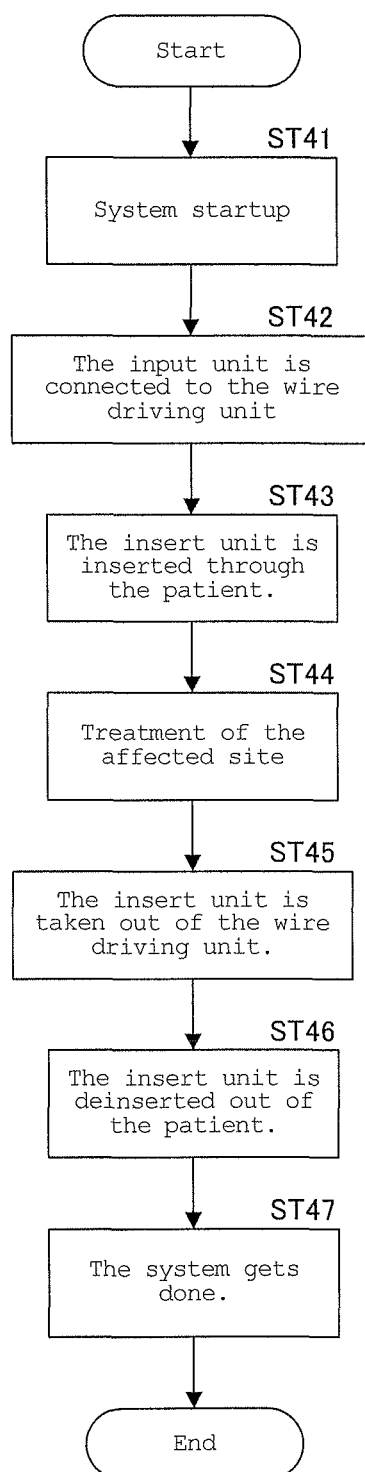 Start
ST41
System startup
ST42
The input unit is
connected to the wire
driving unit
ST43
The insert unit is
inserted through
the patient.
ST44
Treatment of the
affected site
ST45
The insert unit is
taken out of the wire
driving unit.
ST46
The insert unit is
deinserted out of
the patient.
ST47
The system gets
done.
End